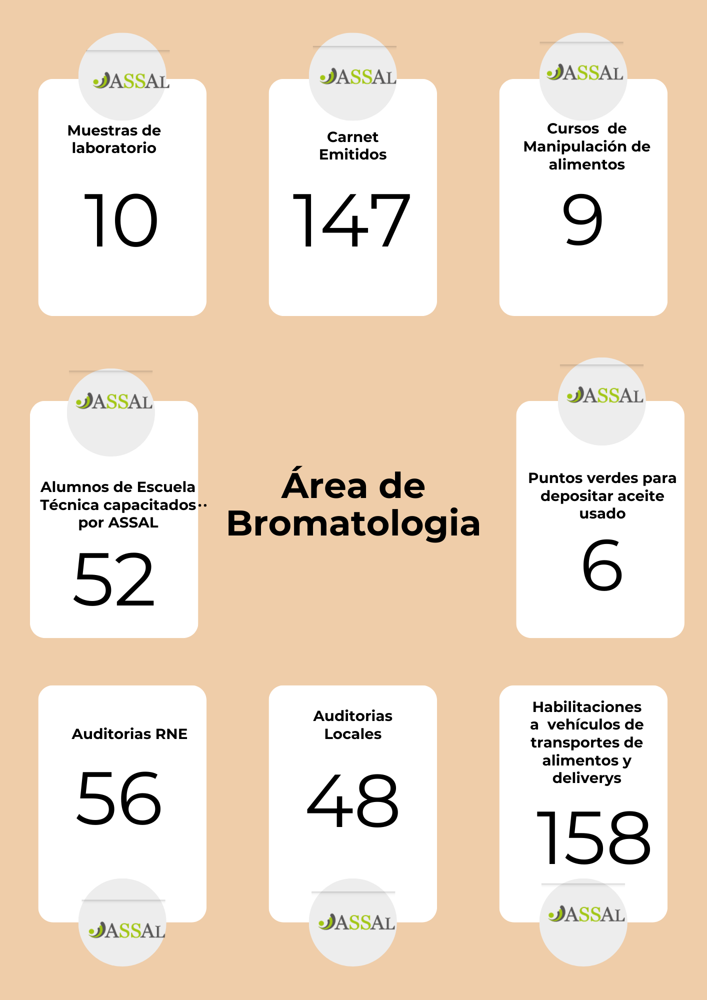 ASSAL
Muestras de
laboratorio
10
ASSAL
Carnet
Emitidos
147
ASSAL
Cursos  de
Manipulación de
alimentos
9
ASSAL
Alumnos de Escuela
Técnica capacitados..
por ASSAL
52
Área de
Bromatologia
ASSAL
Puntos verdes para
depositar aceite
usado
6
Auditorias RNE
56
ASSAL
Auditorias
Locales
48
ASSAL
Habilitaciones
a  vehículos de
transportes de
alimentos y
deliverys
158
ASSAL